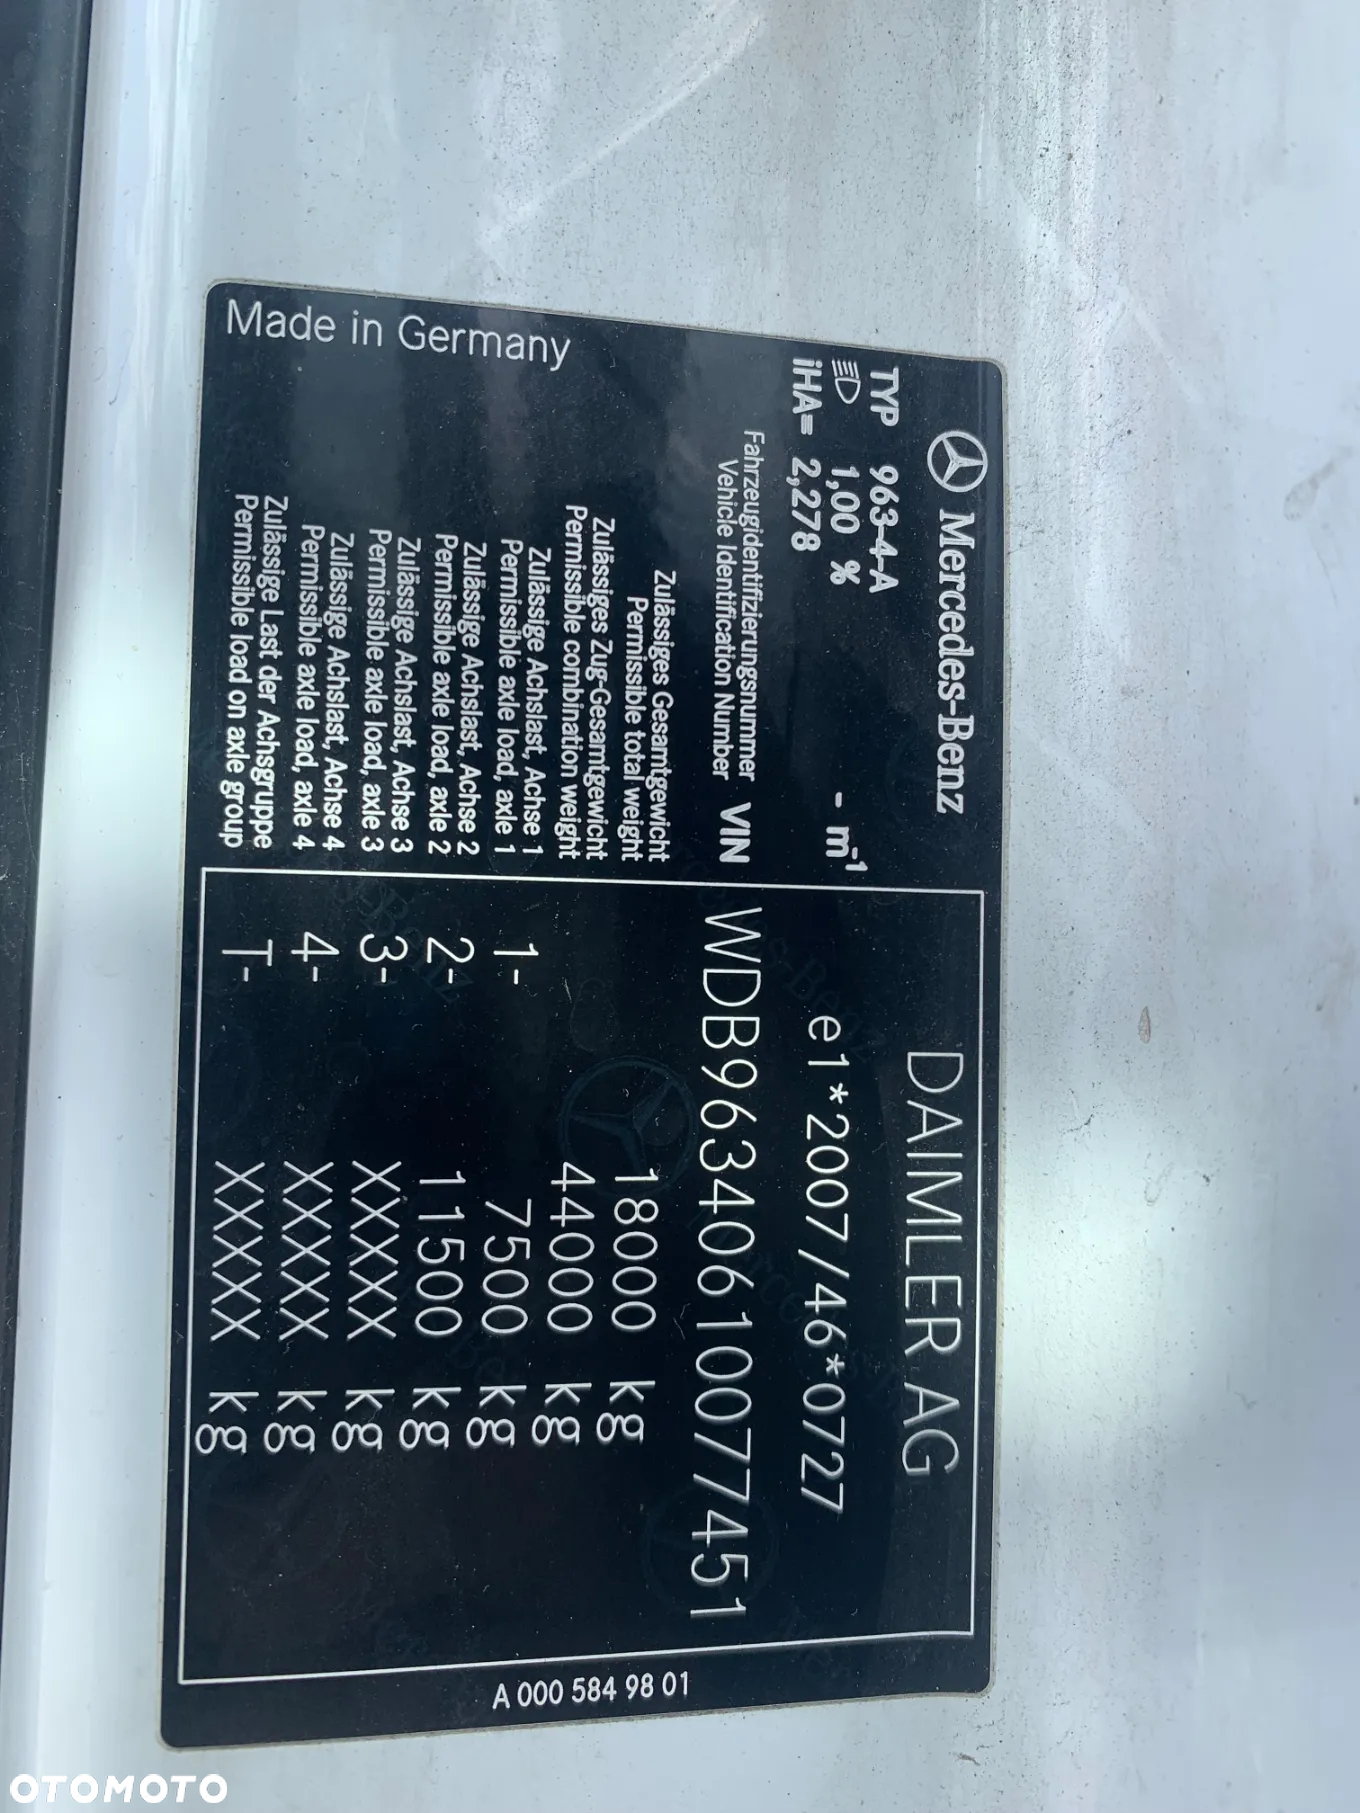 Mercedes-Benz
DAIMLER AG
TYP 963-4-A
1,00 % - m⁻¹ e1*2007/46*0727
iHA= 2,278
Fahrzeugidentifizierungsnummer
Vehicle Identification Number VIN WDB9634061007745​1
Zulässiges Gesamtgewicht
Permissible total weight 18000 kg
Zulässiges Zug-Gesamtgewicht
Permissible combination weight 44000 kg
Zulässige Achslast, Achse 1
Permissible axle load, axle 1 1- 7500 kg
Zulässige Achslast, Achse 2
Permissible axle load, axle 2 2- 11500 kg
Zulässige Achslast, Achse 3
Permissible axle load, axle 3 3- XXXXX kg
Zulässige Achslast, Achse 4
Permissible axle load, axle 4 4- XXXXX kg
Zulässige Last der Achsgruppe
Permissible load on axle group T- XXXXX kg
Made in Germany
A 000 584 98 01
OTOMOTO